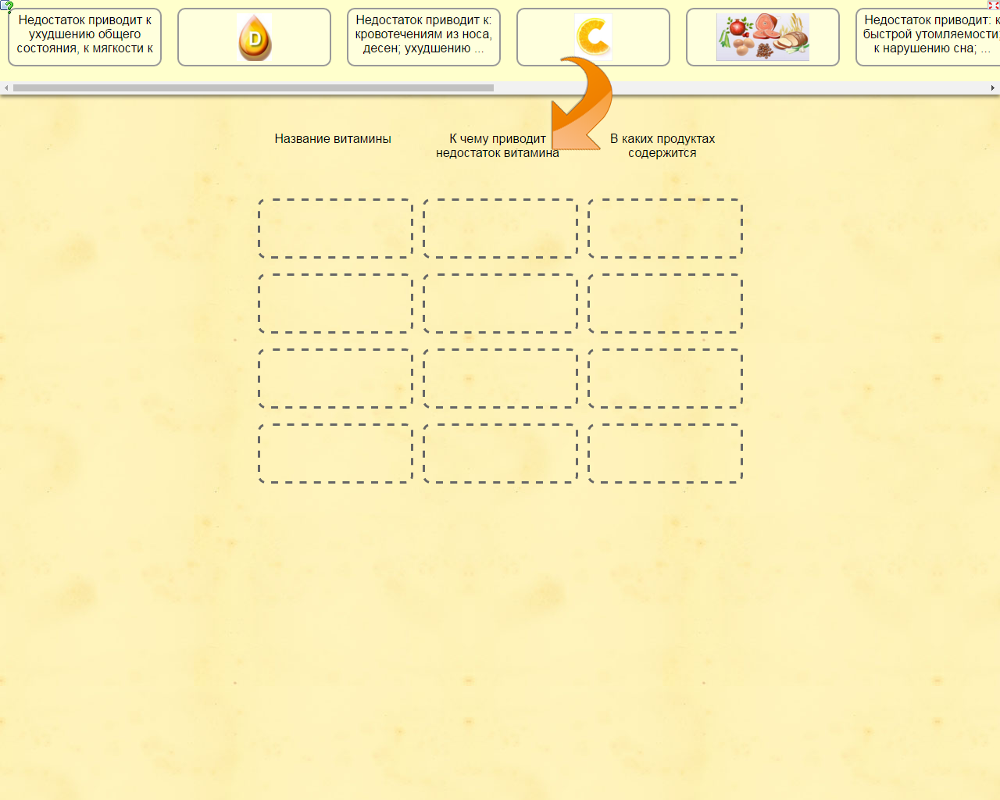 Недостаток приводит к
ухудшению общего
состояния, к мягкости к
D
Недостаток приводит к:
кровотечениям из носа,
десен; ухудшению ...
C
Недостаток приводит: к
быстрой утомляемости;
к нарушению сна; ...
Название витамины
К чему приводит
недостаток витамина
В каких продуктах
содержится